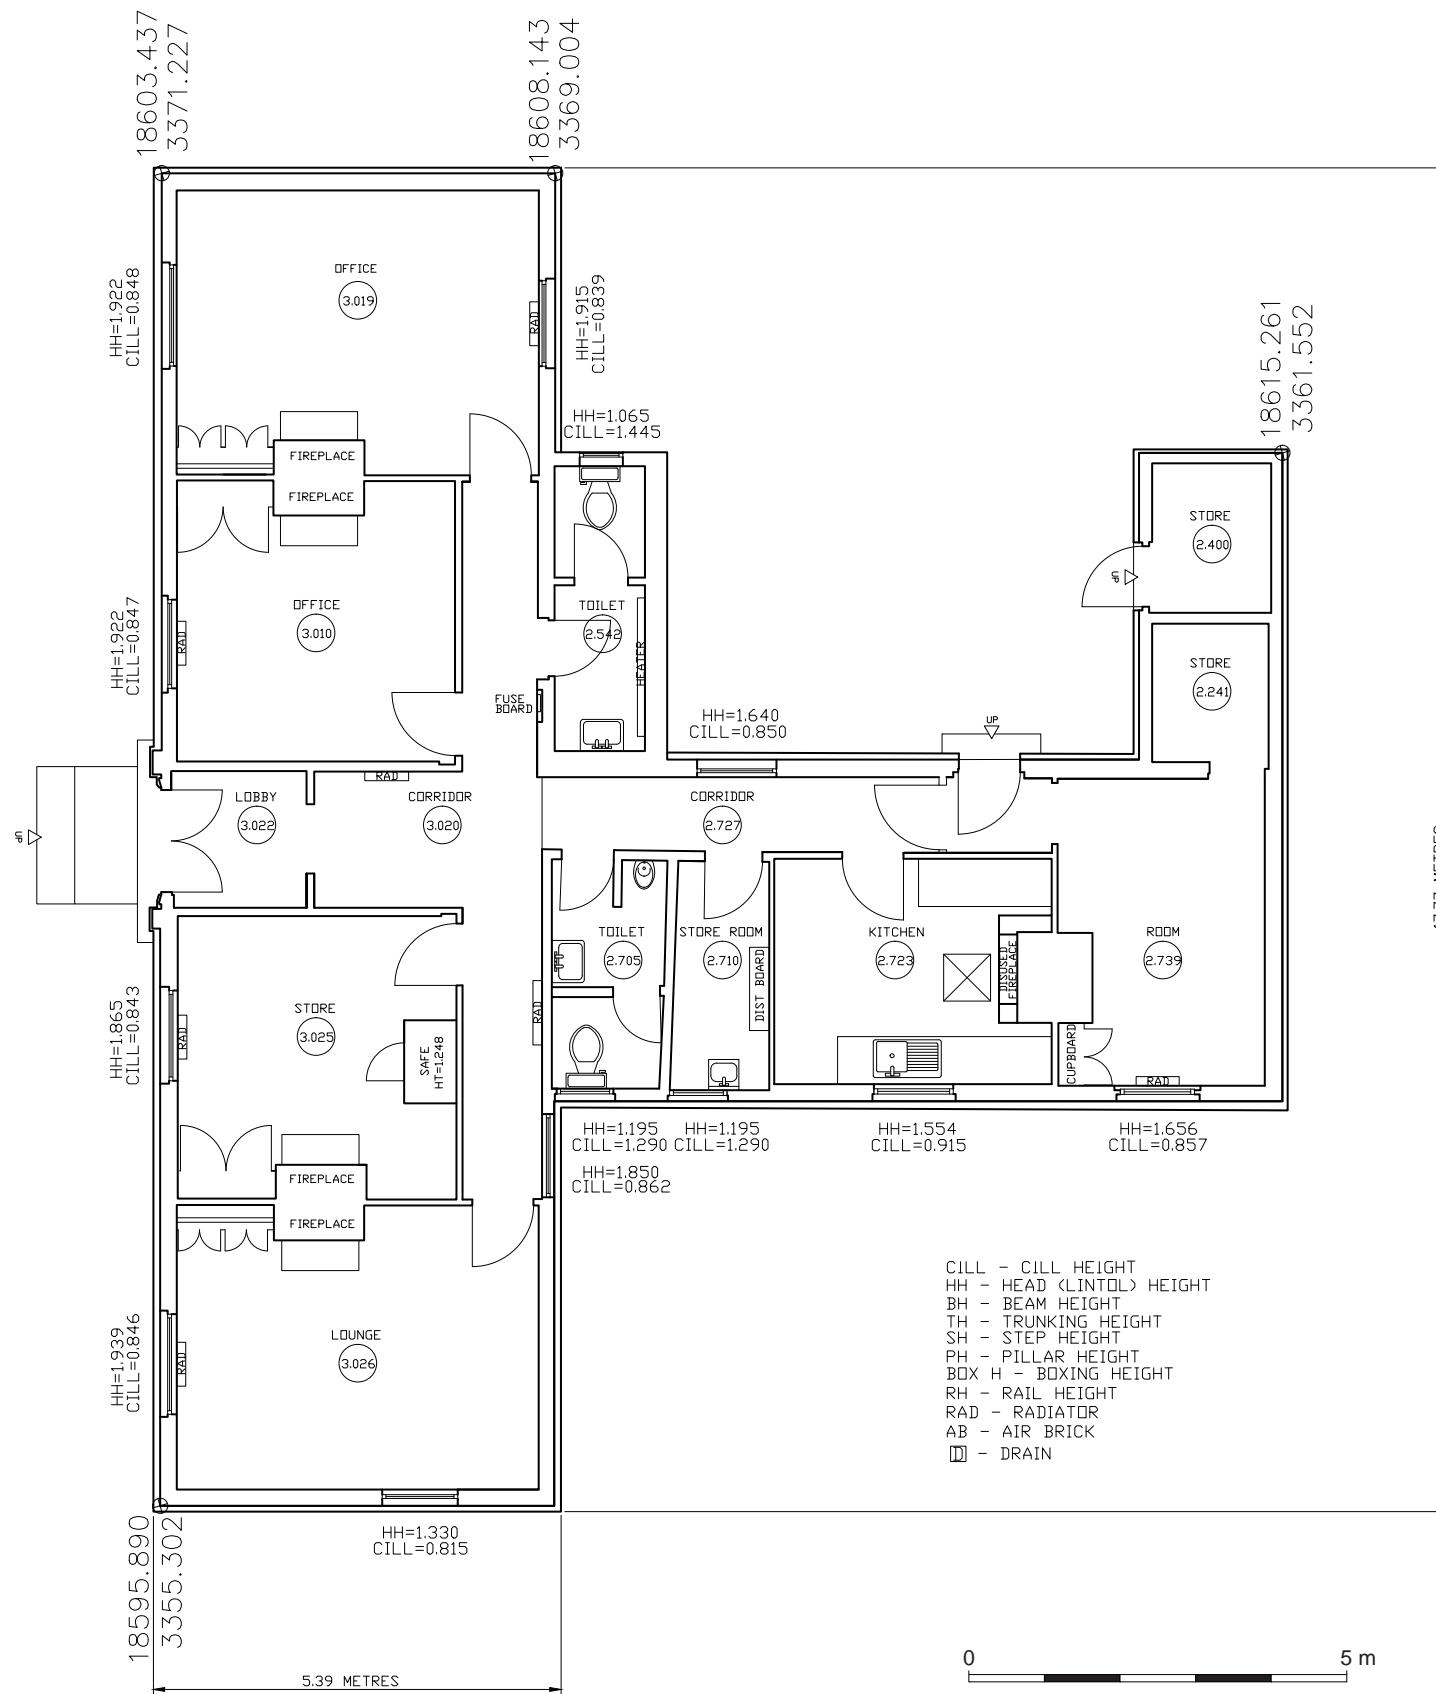 18603.437
3371.227
18608.143
3369.004
HH=1.922
CILL=0.848
OFFICE
3.019
RAD
HH=1.915
CILL=0.839
18615.261
3361.552
HH=1.065
CILL=1.445
FIREPLACE
FIREPLACE
STORE
2.400
UP
HH=1.922
CILL=0.847
RAD
OFFICE
3.010
TOILET
2.542
HEATER
STORE
2.241
FUSE
BOARD
HH=1.640
CILL=0.850
UP
RAD
UP
LOBBY
3.022
CORRIDOR
3.020
CORRIDOR
2.727
TOILET
2.705
STORE ROOM
2.710
DIST BOARD
KITCHEN
2.723
DISUSED
FIREPLACE
ROOM
2.739
HH=1.865
CILL=0.843
RAD
STORE
3.025
SAFE
HT=1.248
RAD
CUPBOARD
RAD
HH=1.195
CILL=1.290
HH=1.195
CILL=1.290
HH=1.554
CILL=0.915
HH=1.656
CILL=0.857
HH=1.850
CILL=0.862
FIREPLACE
FIREPLACE
HH=1.939
CILL=0.846
RAD
LOUNGE
3.026
CILL - CILL HEIGHT
HH - HEAD (LINTOL) HEIGHT
BH - BEAM HEIGHT
TH - TRUNKING HEIGHT
SH - STEP HEIGHT
PH - PILLAR HEIGHT
BOX H - BOXING HEIGHT
RH - RAIL HEIGHT
RAD - RADIATOR
AB - AIR BRICK
D - DRAIN
HH=1.330
CILL=0.815
18595.890
3355.302
5.39 METRES
0 5 m